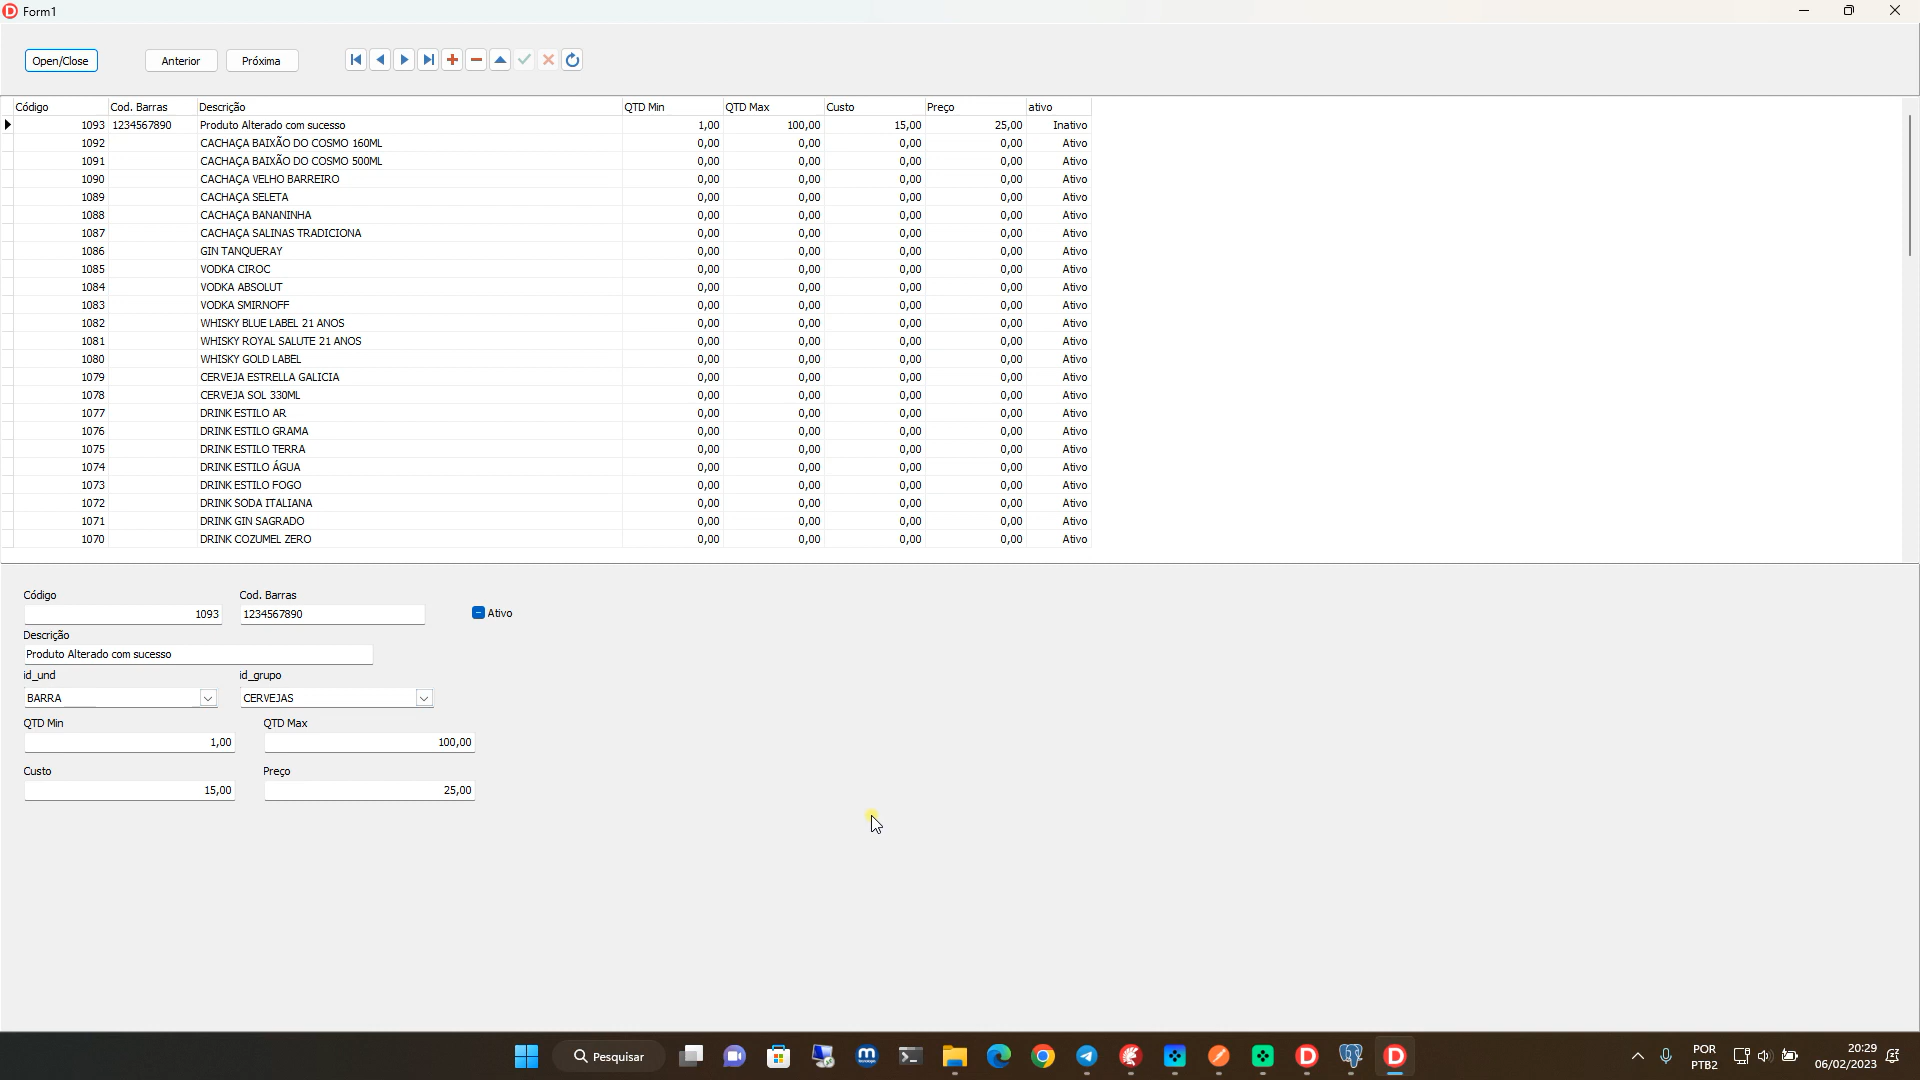 Form1
Open/Close Anterior Próxima
Código Cod. Barras Descrição QTD Min QTD Max Custo Preço ativo
1093 1234567890 Produto Alterado com sucesso 1,00 100,00 15,00 25,00 Inativo
1092 CACHAÇA BAIXÃO DO COSMO 160ML 0,00 0,00 0,00 0,00 Ativo
1091 CACHAÇA BAIXÃO DO COSMO 500ML 0,00 0,00 0,00 0,00 Ativo
1090 CACHAÇA VELHO BARREIRO 0,00 0,00 0,00 0,00 Ativo
1089 CACHAÇA SELETA 0,00 0,00 0,00 0,00 Ativo
1088 CACHAÇA BANANINHA 0,00 0,00 0,00 0,00 Ativo
1087 CACHAÇA SALINAS TRADICIONA 0,00 0,00 0,00 0,00 Ativo
1086 GIN TANQUERAY 0,00 0,00 0,00 0,00 Ativo
1085 VODKA CIROC 0,00 0,00 0,00 0,00 Ativo
1084 VODKA ABSOLUT 0,00 0,00 0,00 0,00 Ativo
1083 VODKA SMIRNOFF 0,00 0,00 0,00 0,00 Ativo
1082 WHISKY BLUE LABEL 21 ANOS 0,00 0,00 0,00 0,00 Ativo
1081 WHISKY ROYAL SALUTE 21 ANOS 0,00 0,00 0,00 0,00 Ativo
1080 WHISKY GOLD LABEL 0,00 0,00 0,00 0,00 Ativo
1079 CERVEJA ESTRELLA GALICIA 0,00 0,00 0,00 0,00 Ativo
1078 CERVEJA SOL 330ML 0,00 0,00 0,00 0,00 Ativo
1077 DRINK ESTILO AR 0,00 0,00 0,00 0,00 Ativo
1076 DRINK ESTILO GRAMA 0,00 0,00 0,00 0,00 Ativo
1075 DRINK ESTILO TERRA 0,00 0,00 0,00 0,00 Ativo
1074 DRINK ESTILO ÁGUA 0,00 0,00 0,00 0,00 Ativo
1073 DRINK ESTILO FOGO 0,00 0,00 0,00 0,00 Ativo
1072 DRINK SODA ITALIANA 0,00 0,00 0,00 0,00 Ativo
1071 DRINK GIN SAGRADO 0,00 0,00 0,00 0,00 Ativo
1070 DRINK COZUMEL ZERO 0,00 0,00 0,00 0,00 Ativo
Código Cod. Barras
1093 1234567890 Ativo
Descrição
Produto Alterado com sucesso
id_und id_grupo
BARRA CERVEJAS
QTD Min QTD Max
1,00 100,00
Custo Preço
15,00 25,00
Pesquisar
POR 20:29
PTB2 06/02/2023